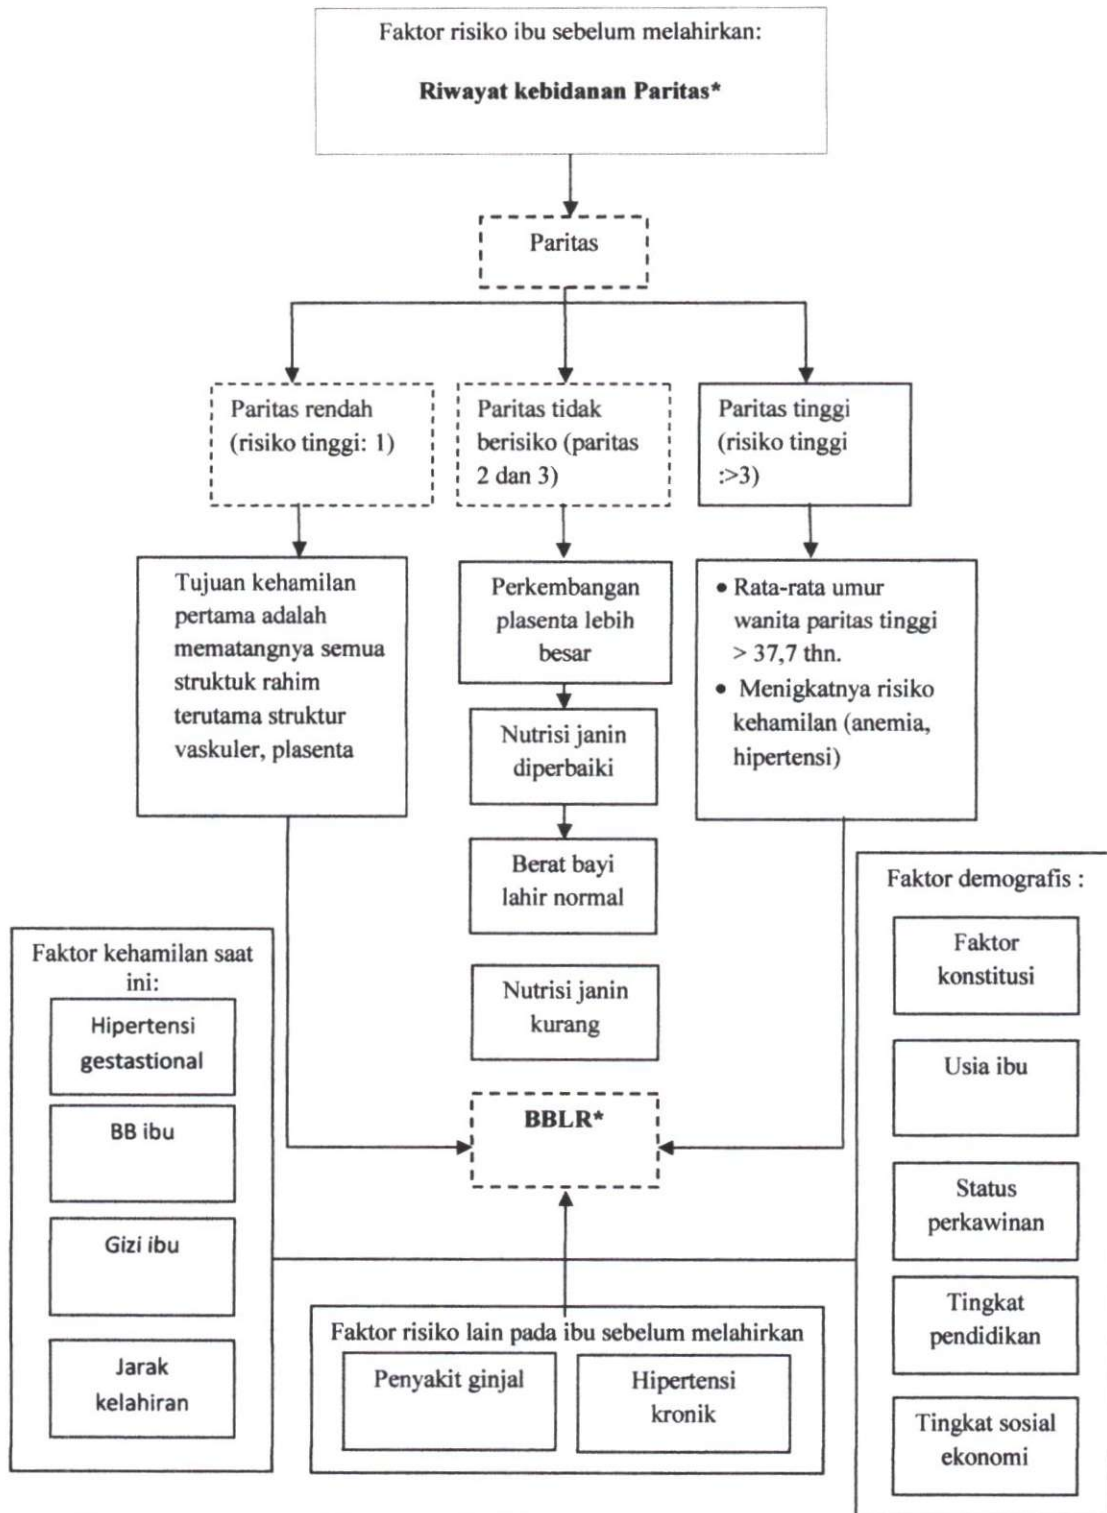 Faktor risiko ibu sebelum melahirkan:
Riwayat kebidanan Paritas*
Paritas
Paritas rendah
(risiko tinggi: 1)
Paritas tidak
berisiko (paritas
2 dan 3)
Paritas tinggi
(risiko tinggi
:>3)
Tujuan kehamilan
pertama adalah
mematangnya semua
struktuk rahim
terutama struktur
vaskuler, plasenta
Perkembangan
plasenta lebih
besar
• Rata-rata umur
wanita paritas tinggi
> 37,7 thn.
• Menigkatnya risiko
kehamilan (anemia,
hipertensi)
Nutrisi janin
diperbaiki
Berat bayi
lahir normal
Nutrisi janin
kurang
BBLR*
Faktor kehamilan saat
ini:
Hipertensi
gestastional
BB ibu
Gizi ibu
Jarak
kelahiran
Faktor risiko lain pada ibu sebelum melahirkan
Penyakit ginjal
Hipertensi
kronik
Faktor demografis :
Faktor
konstitusi
Usia ibu
Status
perkawinan
Tingkat
pendidikan
Tingkat sosial
ekonomi